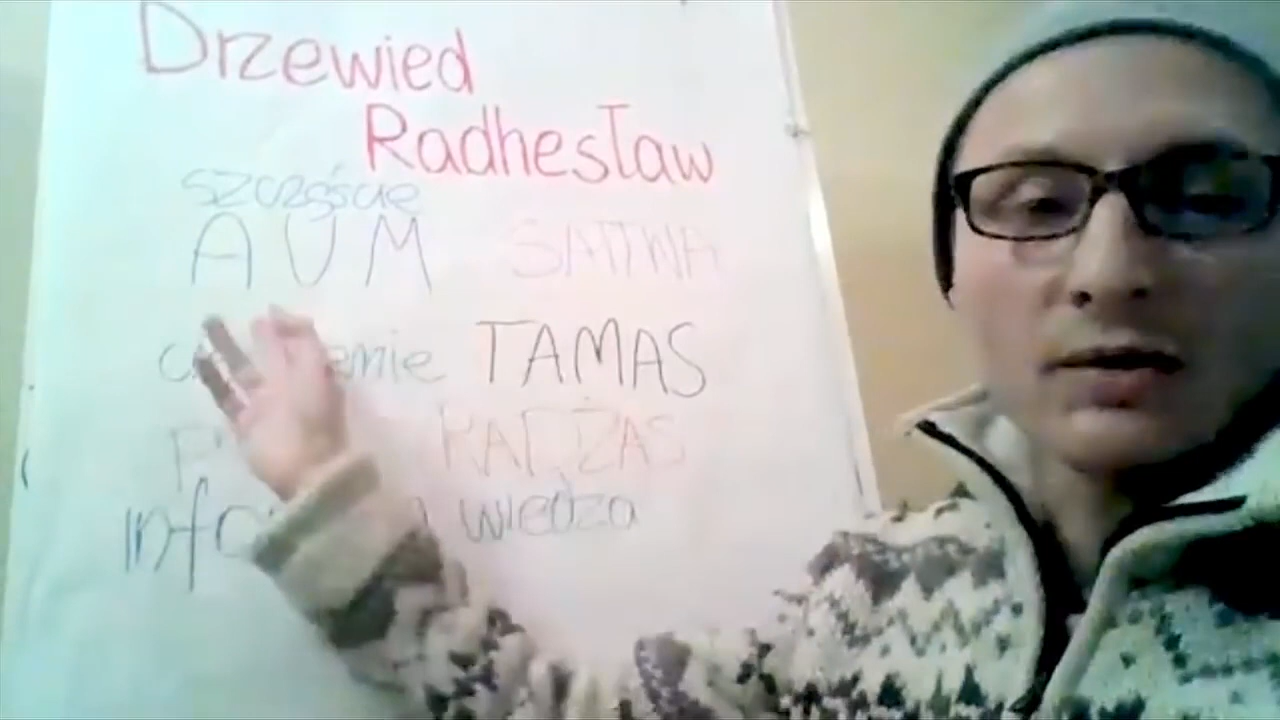 Drzewied
Radhesław
szczęście
AUM SATTWA
TAMAS
RADŻAS
wiedza